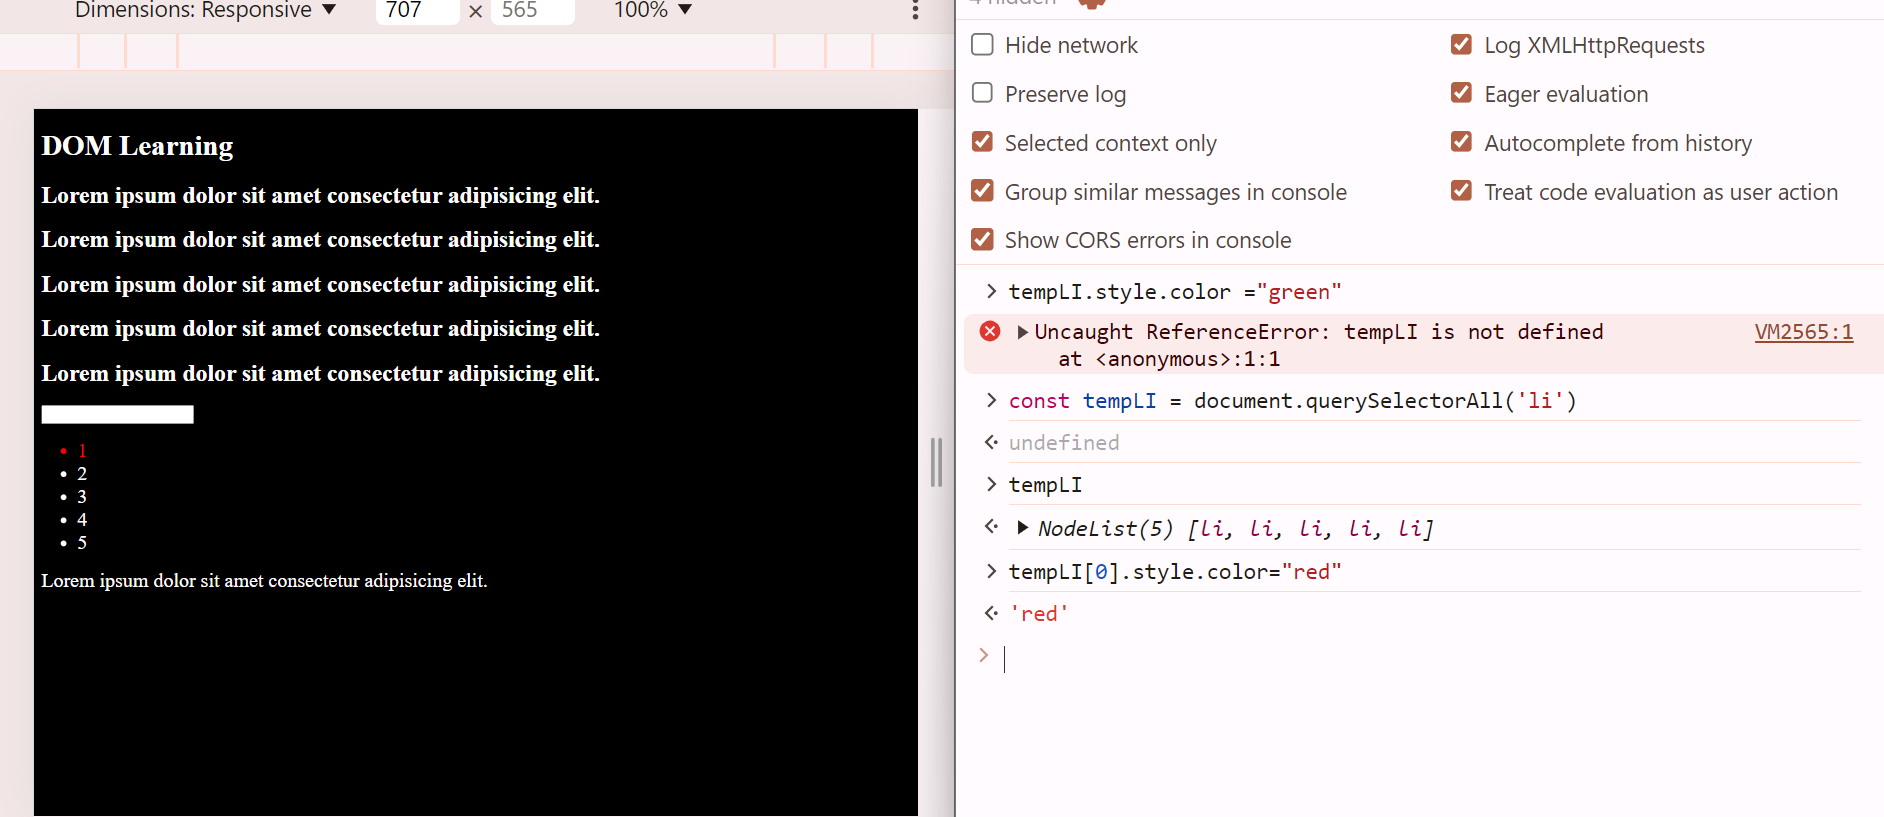 Dimensions: Responsive ▼ 707 × 565 100% ▼
DOM Learning
Lorem ipsum dolor sit amet consectetur adipisicing elit.
Lorem ipsum dolor sit amet consectetur adipisicing elit.
Lorem ipsum dolor sit amet consectetur adipisicing elit.
Lorem ipsum dolor sit amet consectetur adipisicing elit.
Lorem ipsum dolor sit amet consectetur adipisicing elit.
• 1
• 2
• 3
• 4
• 5
Lorem ipsum dolor sit amet consectetur adipisicing elit.
4 hidden
Hide network
Log XMLHttpRequests
Preserve log
Eager evaluation
Selected context only
Autocomplete from history
Group similar messages in console
Treat code evaluation as user action
Show CORS errors in console
tempLI.style.color ="green"
Uncaught ReferenceError: tempLI is not defined VM2565:1
at <anonymous>:1:1
const tempLI = document.querySelectorAll('li')
undefined
tempLI
NodeList(5) [li, li, li, li, li]
tempLI[0].style.color="red"
'red'